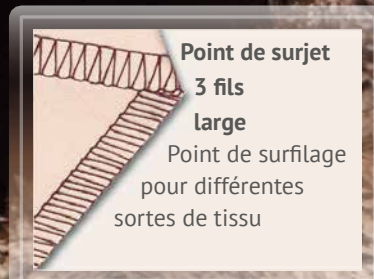 Point de surjet
3 fils
large
Point de surfilage
pour différentes
sortes de tissu